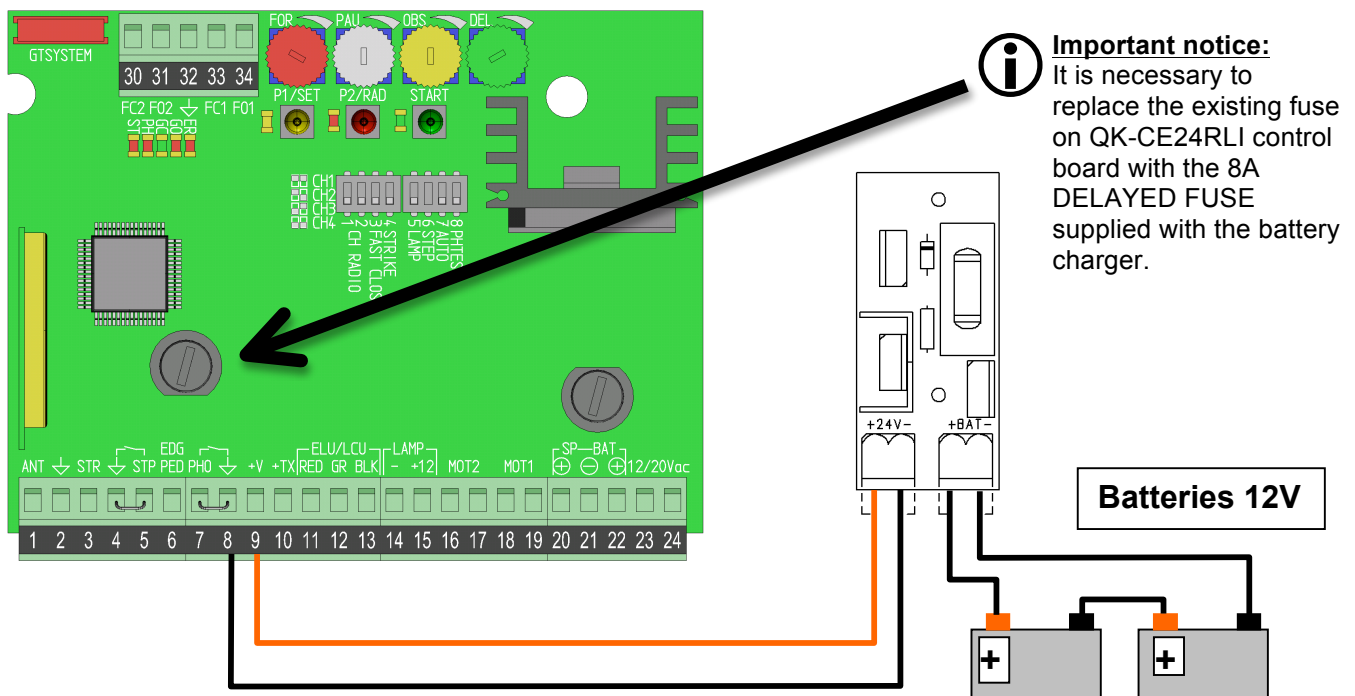 GTSYSTEM
30 31 32 33 34
FC2 FO2 FC1 FO1
ST PH GC GO ER
FOR PAU OBS DEL
P1/SET P2/RAD START
CH1
CH2
CH3
CH4
1 CH RADIO
2
3 FAST CLOS
4 STRIKE
5 LAMP
6 STEP
7 AUTO
8 PHTES
Important notice:
It is necessary to
replace the existing fuse
on QK-CE24RLI control
board with the 8A
DELAYED FUSE
supplied with the battery
charger.
+24V- +BAT-
EDG ELU/LCU LAMP SP—BAT
ANT STR STP PED PHO +V +TX RED GR BLK - +12 MOT2 MOT1 + - + 12/20Vac
1 2 3 4 5 6 7 8 9 10 11 12 13 14 15 16 17 18 19 20 21 22 23 24
Batteries 12V
+ +